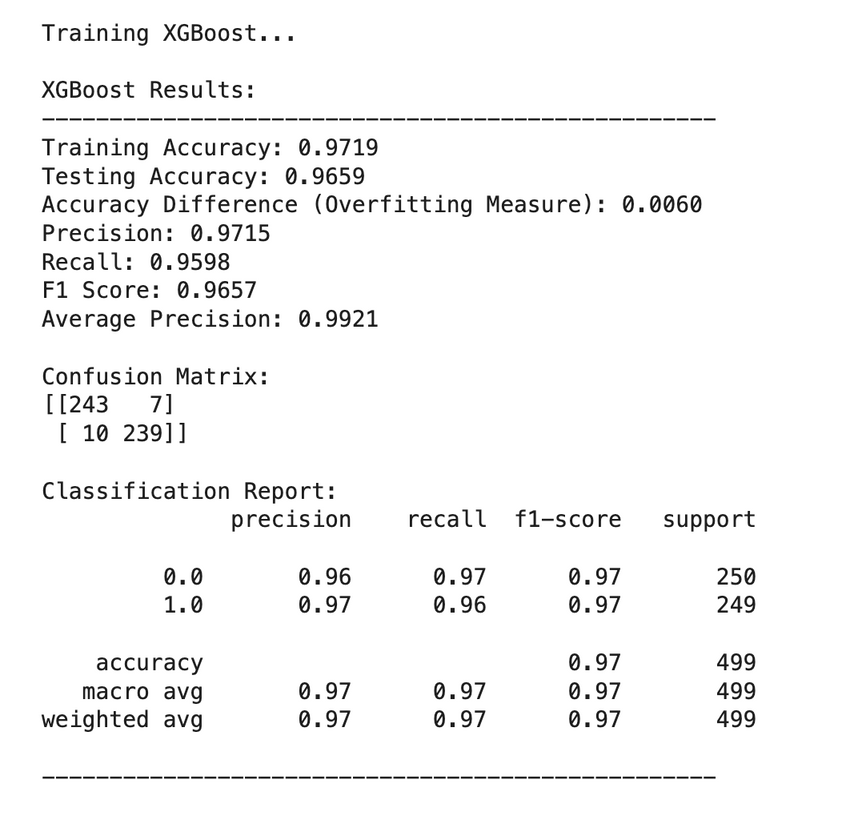 Training XGBoost...

XGBoost Results:
--------------------------------------------------
Training Accuracy: 0.9719
Testing Accuracy: 0.9659
Accuracy Difference (Overfitting Measure): 0.0060
Precision: 0.9715
Recall: 0.9598
F1 Score: 0.9657
Average Precision: 0.9921

Confusion Matrix:
[[243   7]
 [ 10 239]]

Classification Report:
              precision    recall  f1-score   support

         0.0       0.96      0.97      0.97       250
         1.0       0.97      0.96      0.97       249

    accuracy                           0.97       499
   macro avg       0.97      0.97      0.97       499
weighted avg       0.97      0.97      0.97       499

--------------------------------------------------